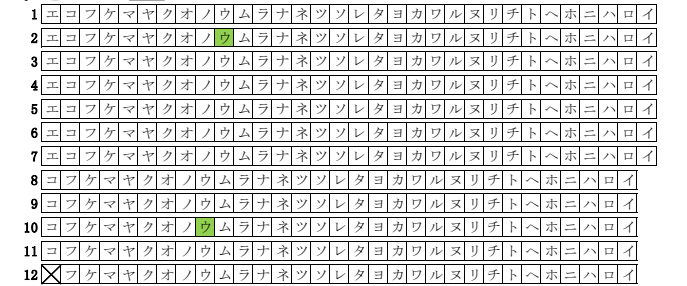 1 エコフケマヤクオノウムラナネツソレタヨカワルヌリチトヘホニハロイ
2 エコフケマヤクオノウムラナネツソレタヨカワルヌリチトヘホニハロイ
3 エコフケマヤクオノウムラナネツソレタヨカワルヌリチトヘホニハロイ
4 エコフケマヤクオノウムラナネツソレタヨカワルヌリチトヘホニハロイ
5 エコフケマヤクオノウムラナネツソレタヨカワルヌリチトヘホニハロイ
6 エコフケマヤクオノウムラナネツソレタヨカワルヌリチトヘホニハロイ
7 エコフケマヤクオノウムラナネツソレタヨカワルヌリチトヘホニハロイ
8 コフケマヤクオノウムラナネツソレタヨカワルヌリチトヘホニハロイ
9 コフケマヤクオノウムラナネツソレタヨカワルヌリチトヘホニハロイ
10 コフケマヤクオノウムラナネツソレタヨカワルヌリチトヘホニハロイ
11 コフケマヤクオノウムラナネツソレタヨカワルヌリチトヘホニハロイ
12 フケマヤクオノウムラナネツソレタヨカワルヌリチトヘホニハロイ